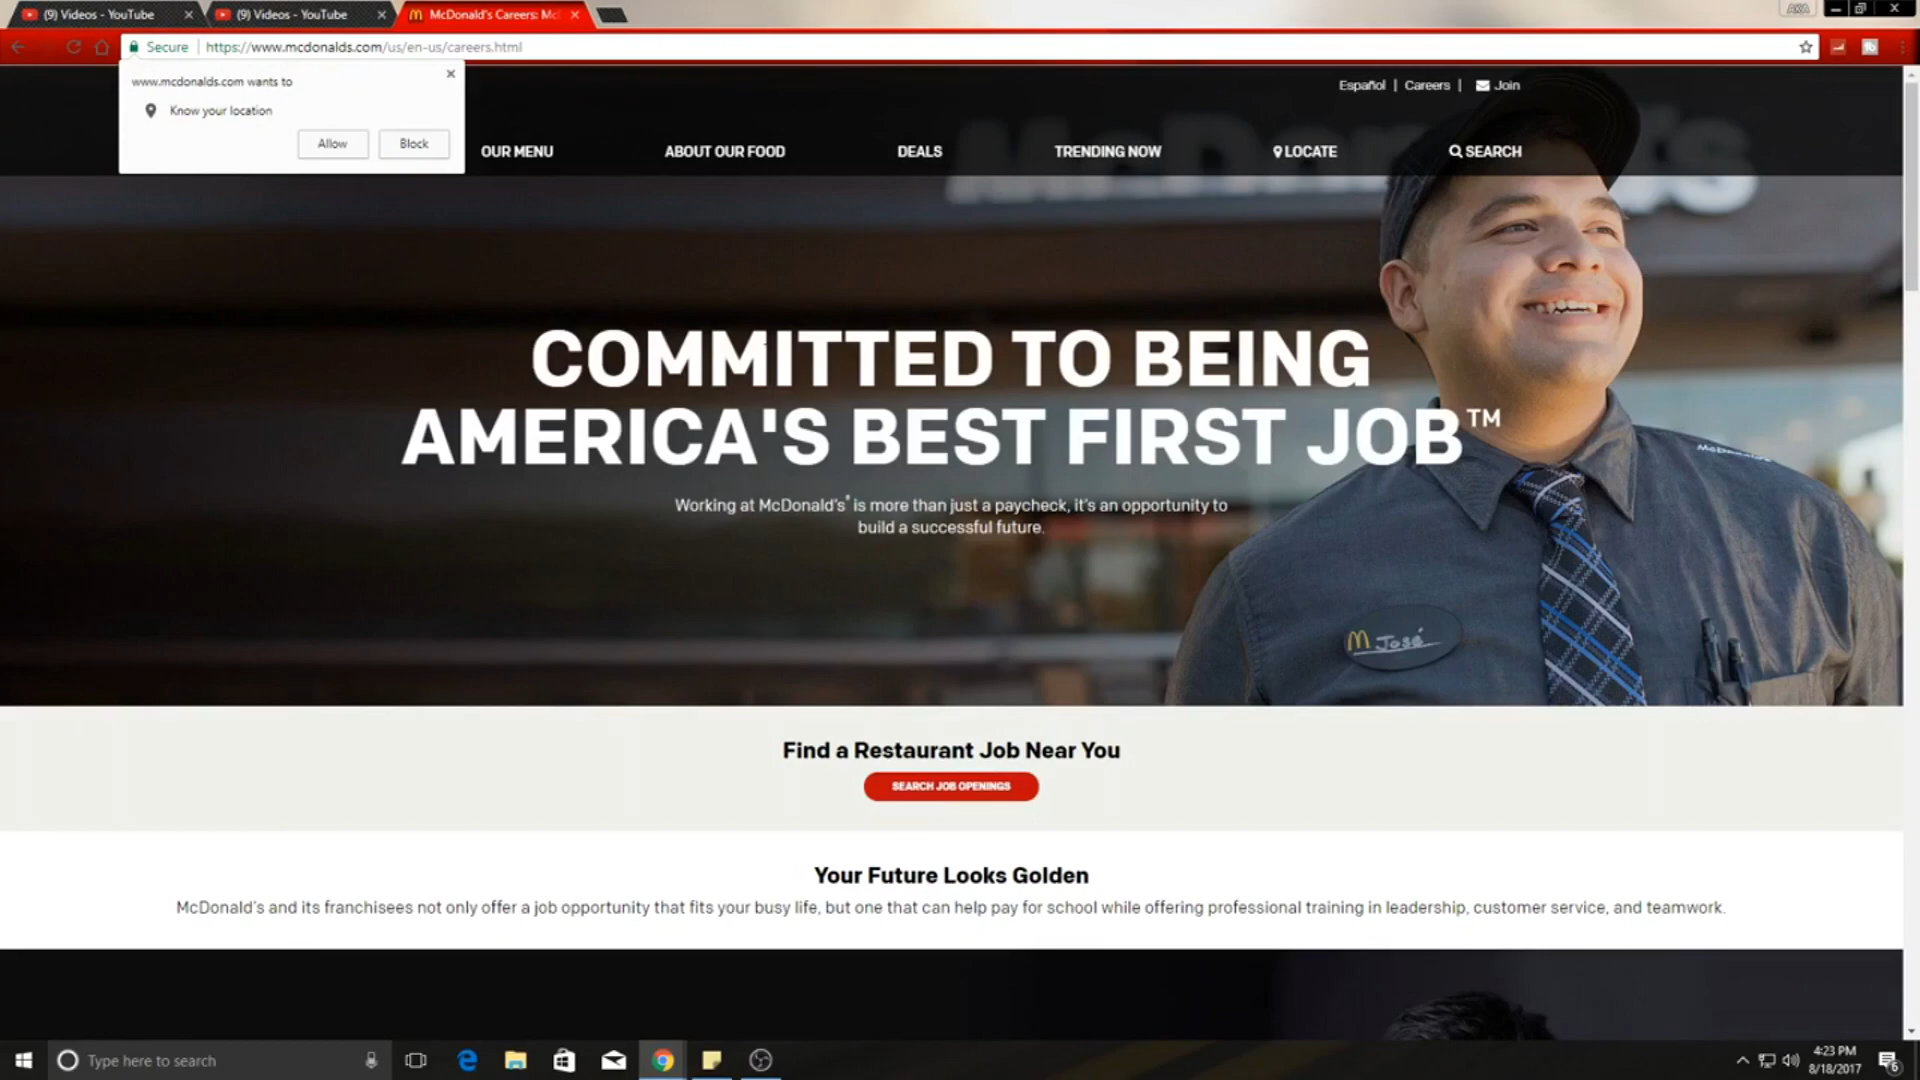 (9) Videos - YouTube
(9) Videos - YouTube
McDonald's Careers: Mc
Secure
https://www.mcdonalds.com/us/en-us/careers.html
www.mcdonalds.com wants to
Know your location
Allow
Block
Español | Careers | Join
OUR MENU
ABOUT OUR FOOD
DEALS
TRENDING NOW
LOCATE
SEARCH
COMMITTED TO BEING
AMERICA'S BEST FIRST JOB™
Working at McDonald's® is more than just a paycheck, it's an opportunity to
build a successful future.
José
Find a Restaurant Job Near You
SEARCH JOB OPENINGS
Your Future Looks Golden
McDonald's and its franchisees not only offer a job opportunity that fits your busy life, but one that can help pay for school while offering professional training in leadership, customer service, and teamwork.
Type here to search
4:23 PM
8/18/2017
6